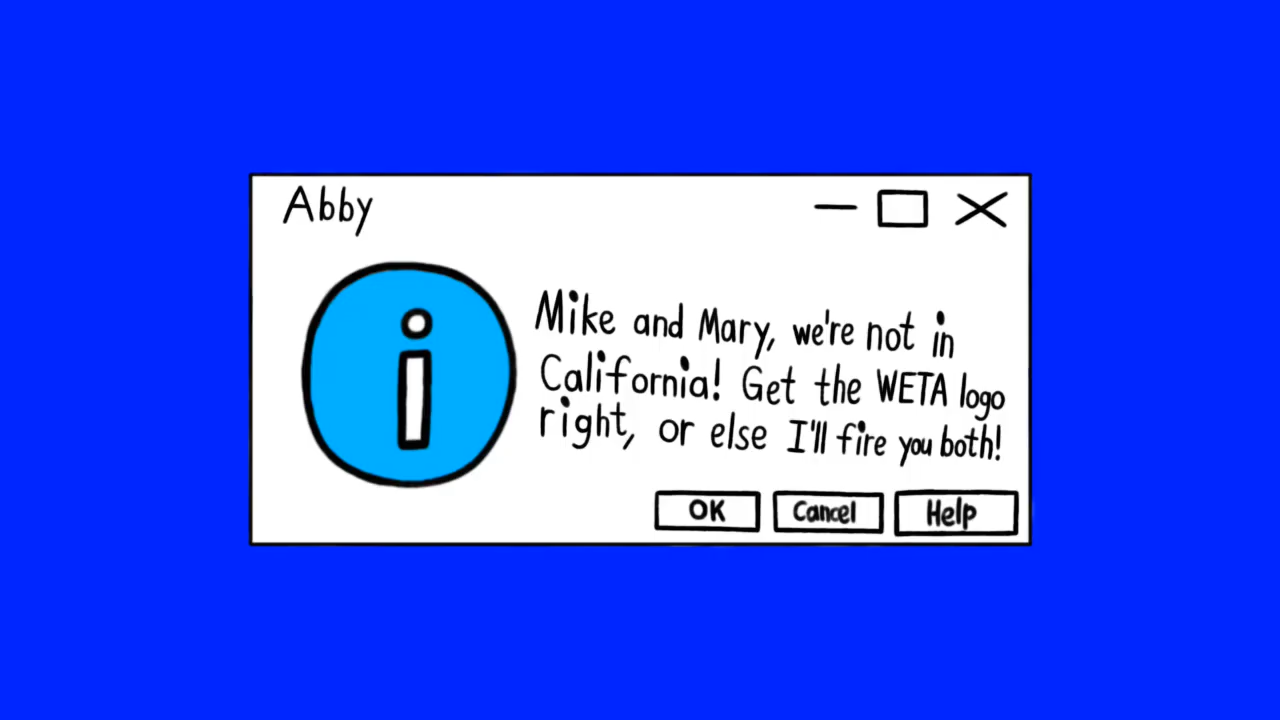 Abby
i
Mike and Mary, we're not in
California! Get the WETA logo
right, or else I'll fire you both!
OK Cancel Help